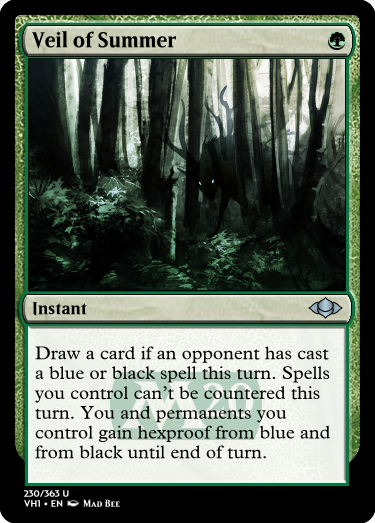 Veil of Summer
Instant
Draw a card if an opponent has cast
a blue or black spell this turn. Spells
you control can't be countered this
turn. You and permanents you
control gain hexproof from blue and
from black until end of turn.
M20
230/363 U
VH1 • EN Mad Bee